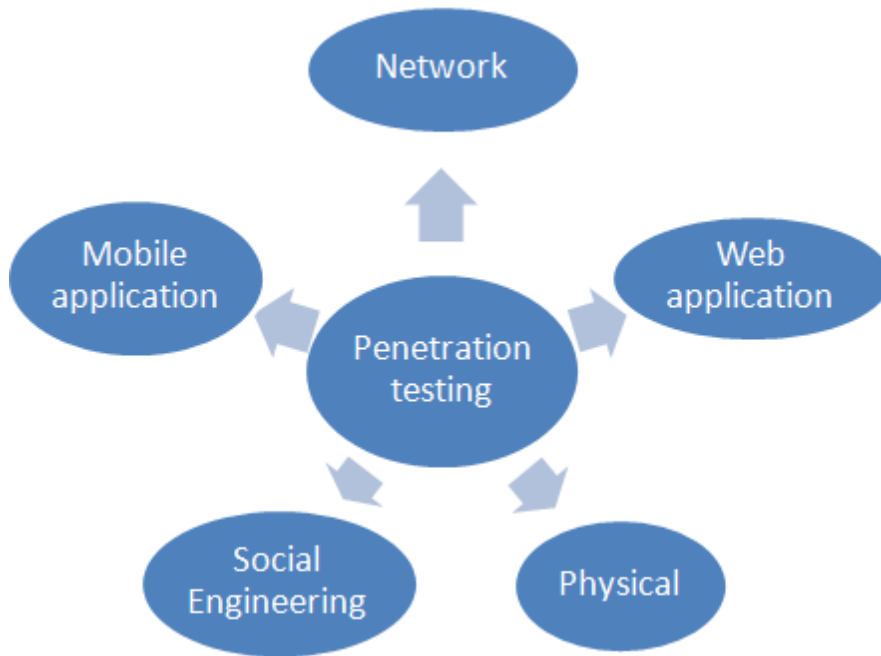 Network
Mobile
application
Web
application
Penetration
testing
Social
Engineering
Physical